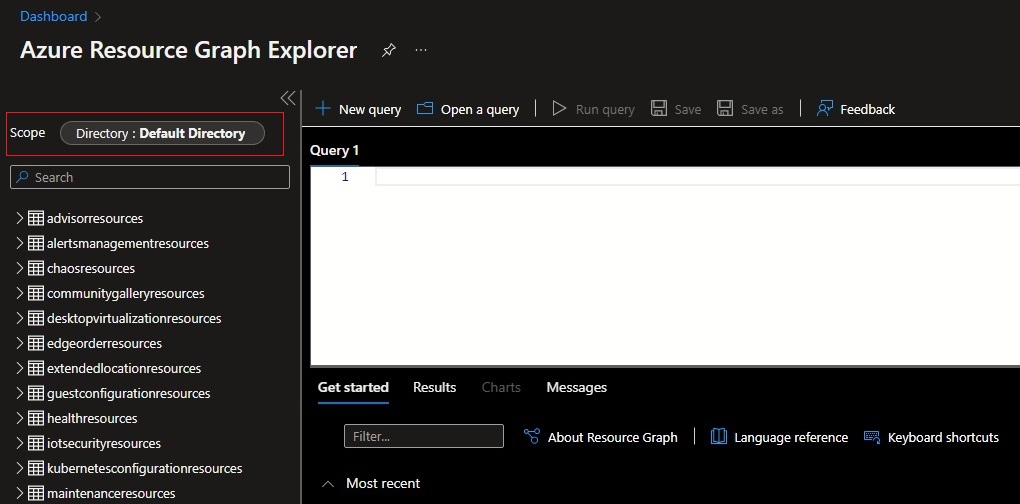 Dashboard
Azure Resource Graph Explorer
New query Open a query Run query Save Save as Feedback
Scope Directory : Default Directory
Search
advisorresources
alertsmanagementresources
chaosresources
communitygalleryresources
desktopvirtualizationresources
edgeorderresources
extendedlocationresources
guestconfigurationresources
healthresources
iotsecurityresources
kubernetesconfigurationresources
maintenanceresources
Query 1
1
Get started Results Charts Messages
Filter... About Resource Graph Language reference Keyboard shortcuts
Most recent